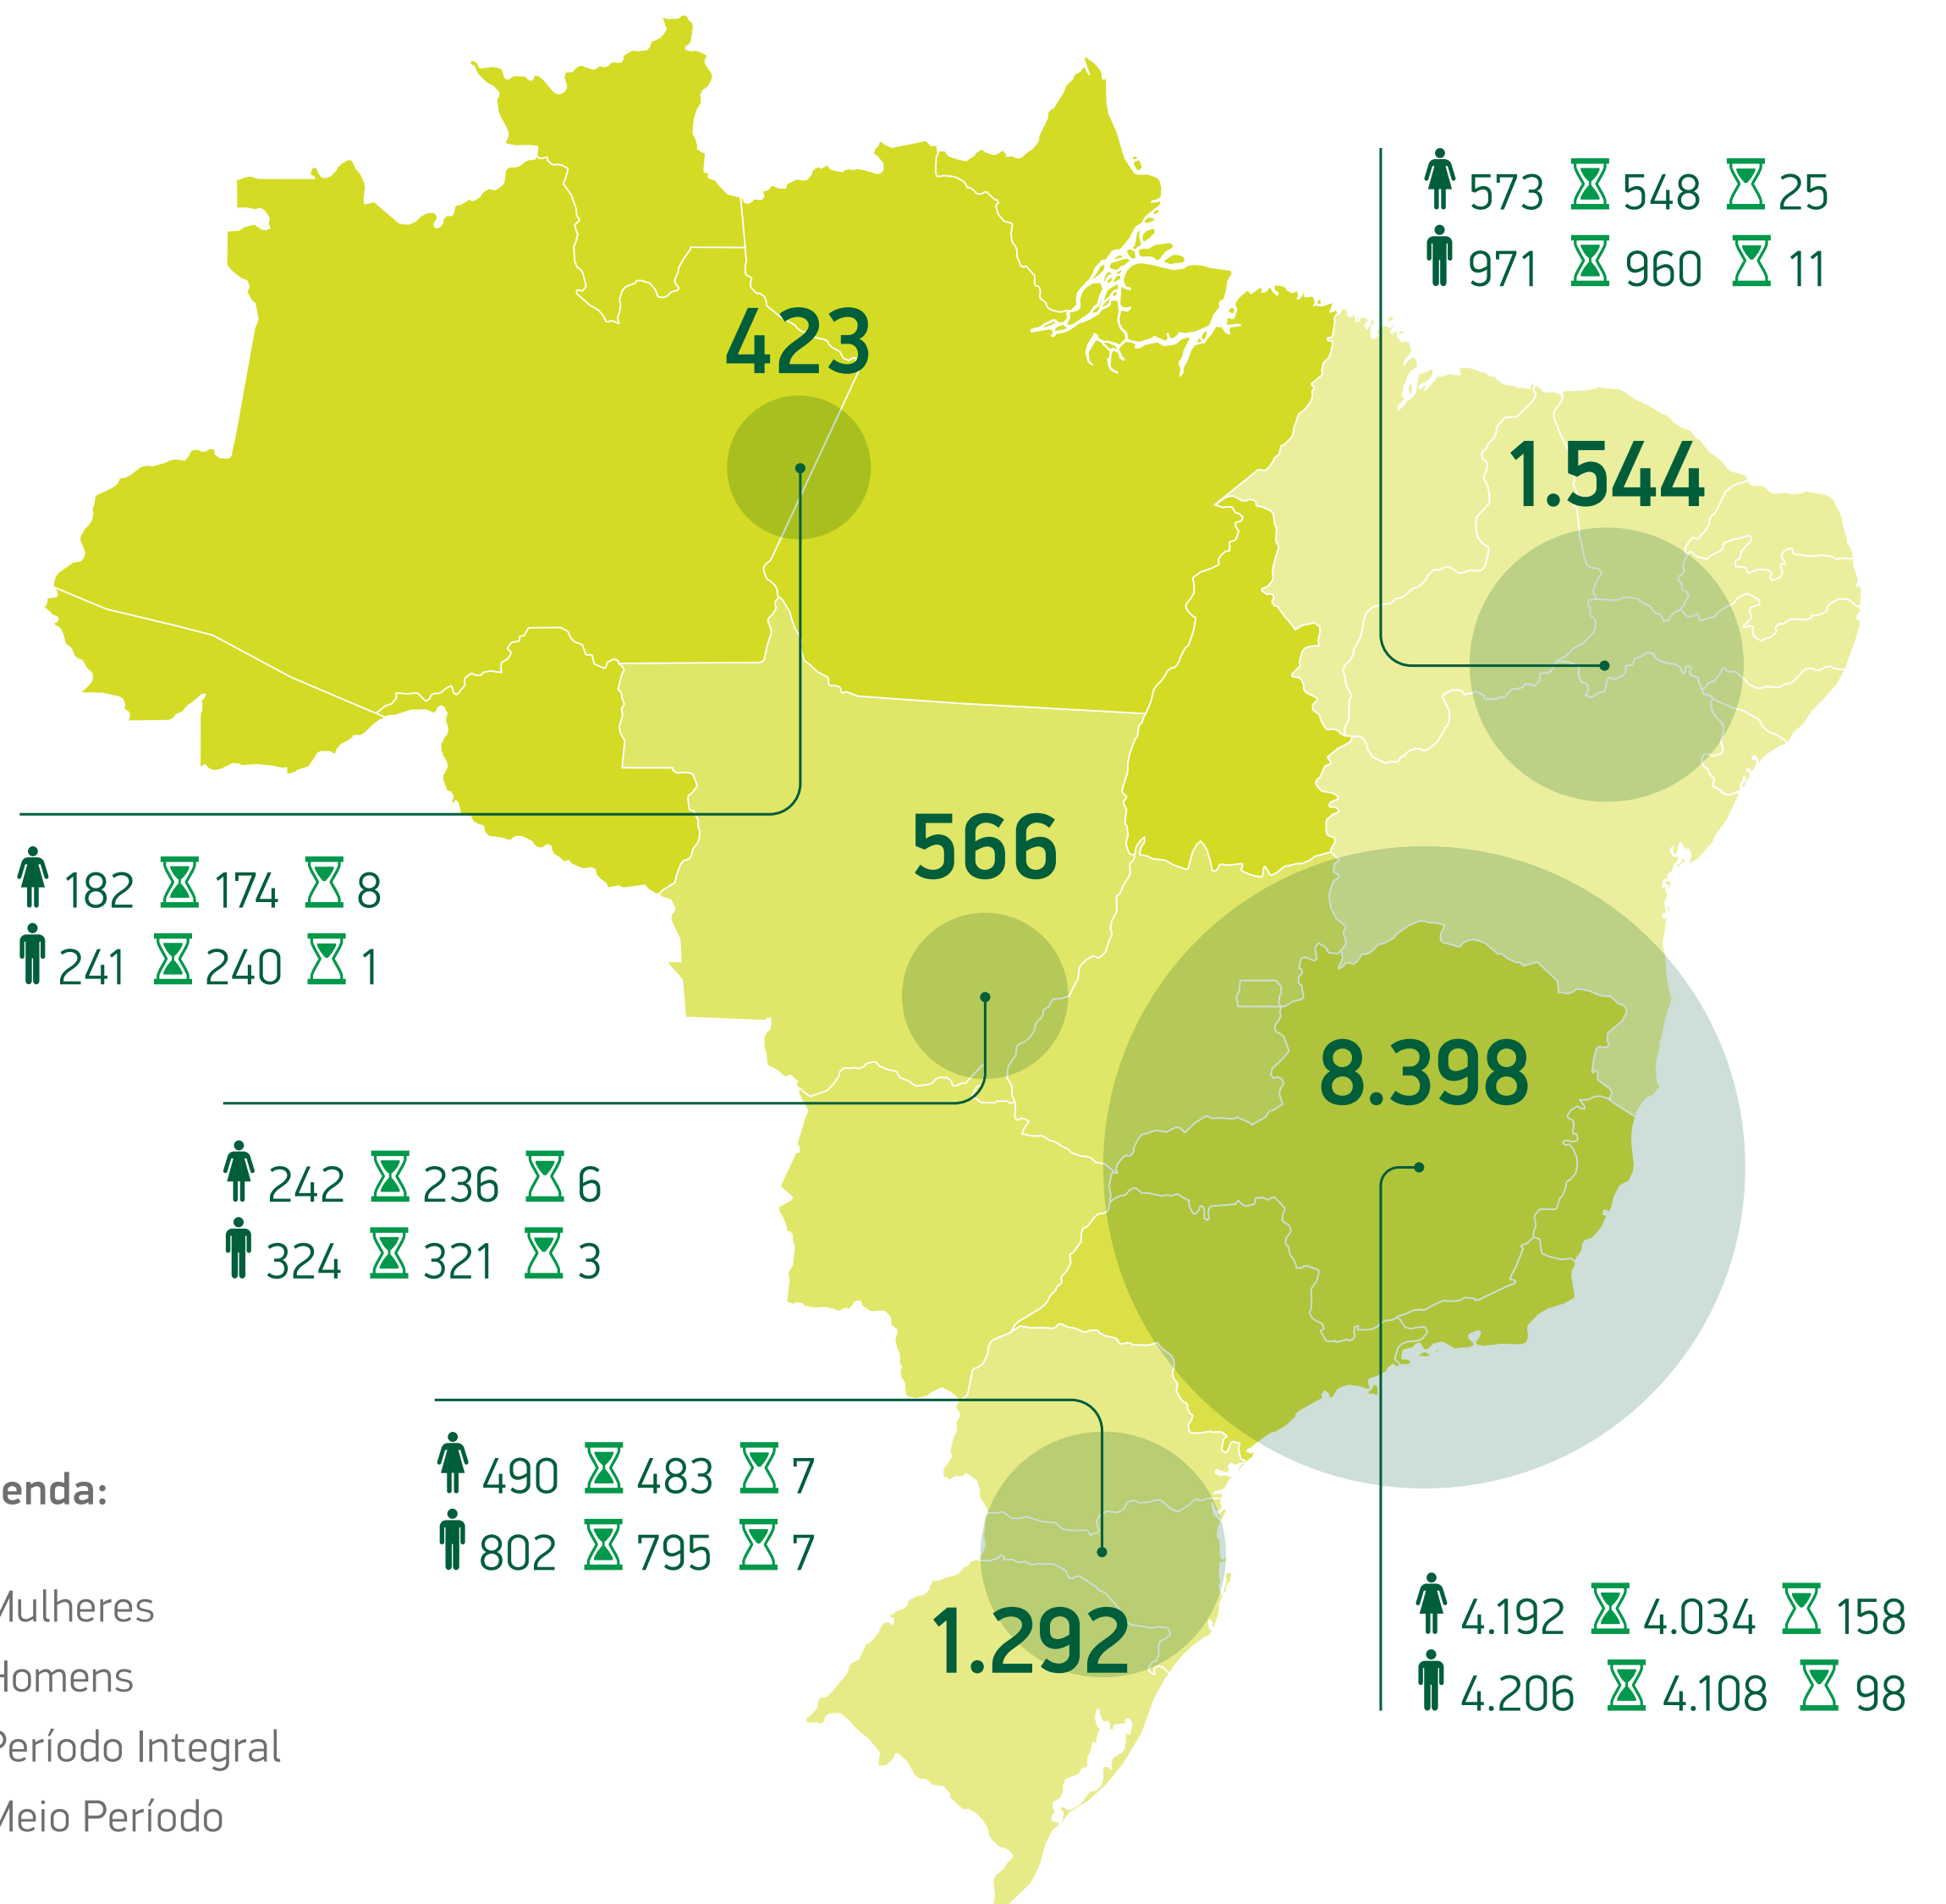 573 548 25
971 960 11
423
1.544
566
182 174 8
241 240 1
8.398
242 236 6
324 321 3
490 483 7
802 795 7
1.292
enda:
Mulheres
Homens
Período Integral
Meio Período
4.192 4.034 158
4.206 4.108 98